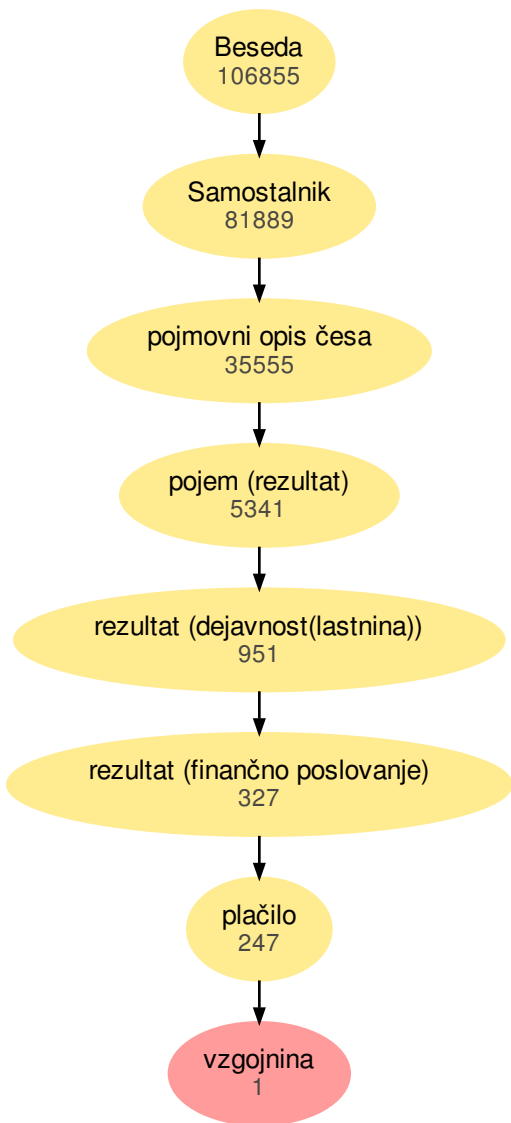 Beseda
106855
Samostalnik
81889
pojmovni opis česa
35555
pojem (rezultat)
5341
rezultat (dejavnost(lastnina))
951
rezultat (finančno poslovanje)
327
plačilo
247
vzgojnina
1